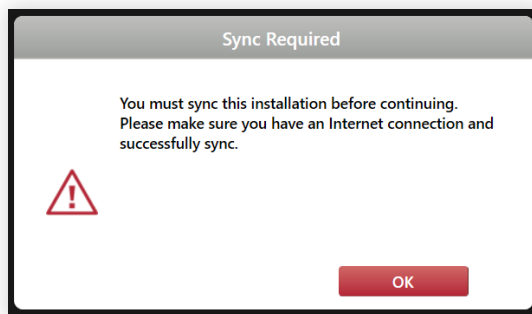 Sync Required
You must sync this installation before continuing.
Please make sure you have an Internet connection and
successfully sync.
OK